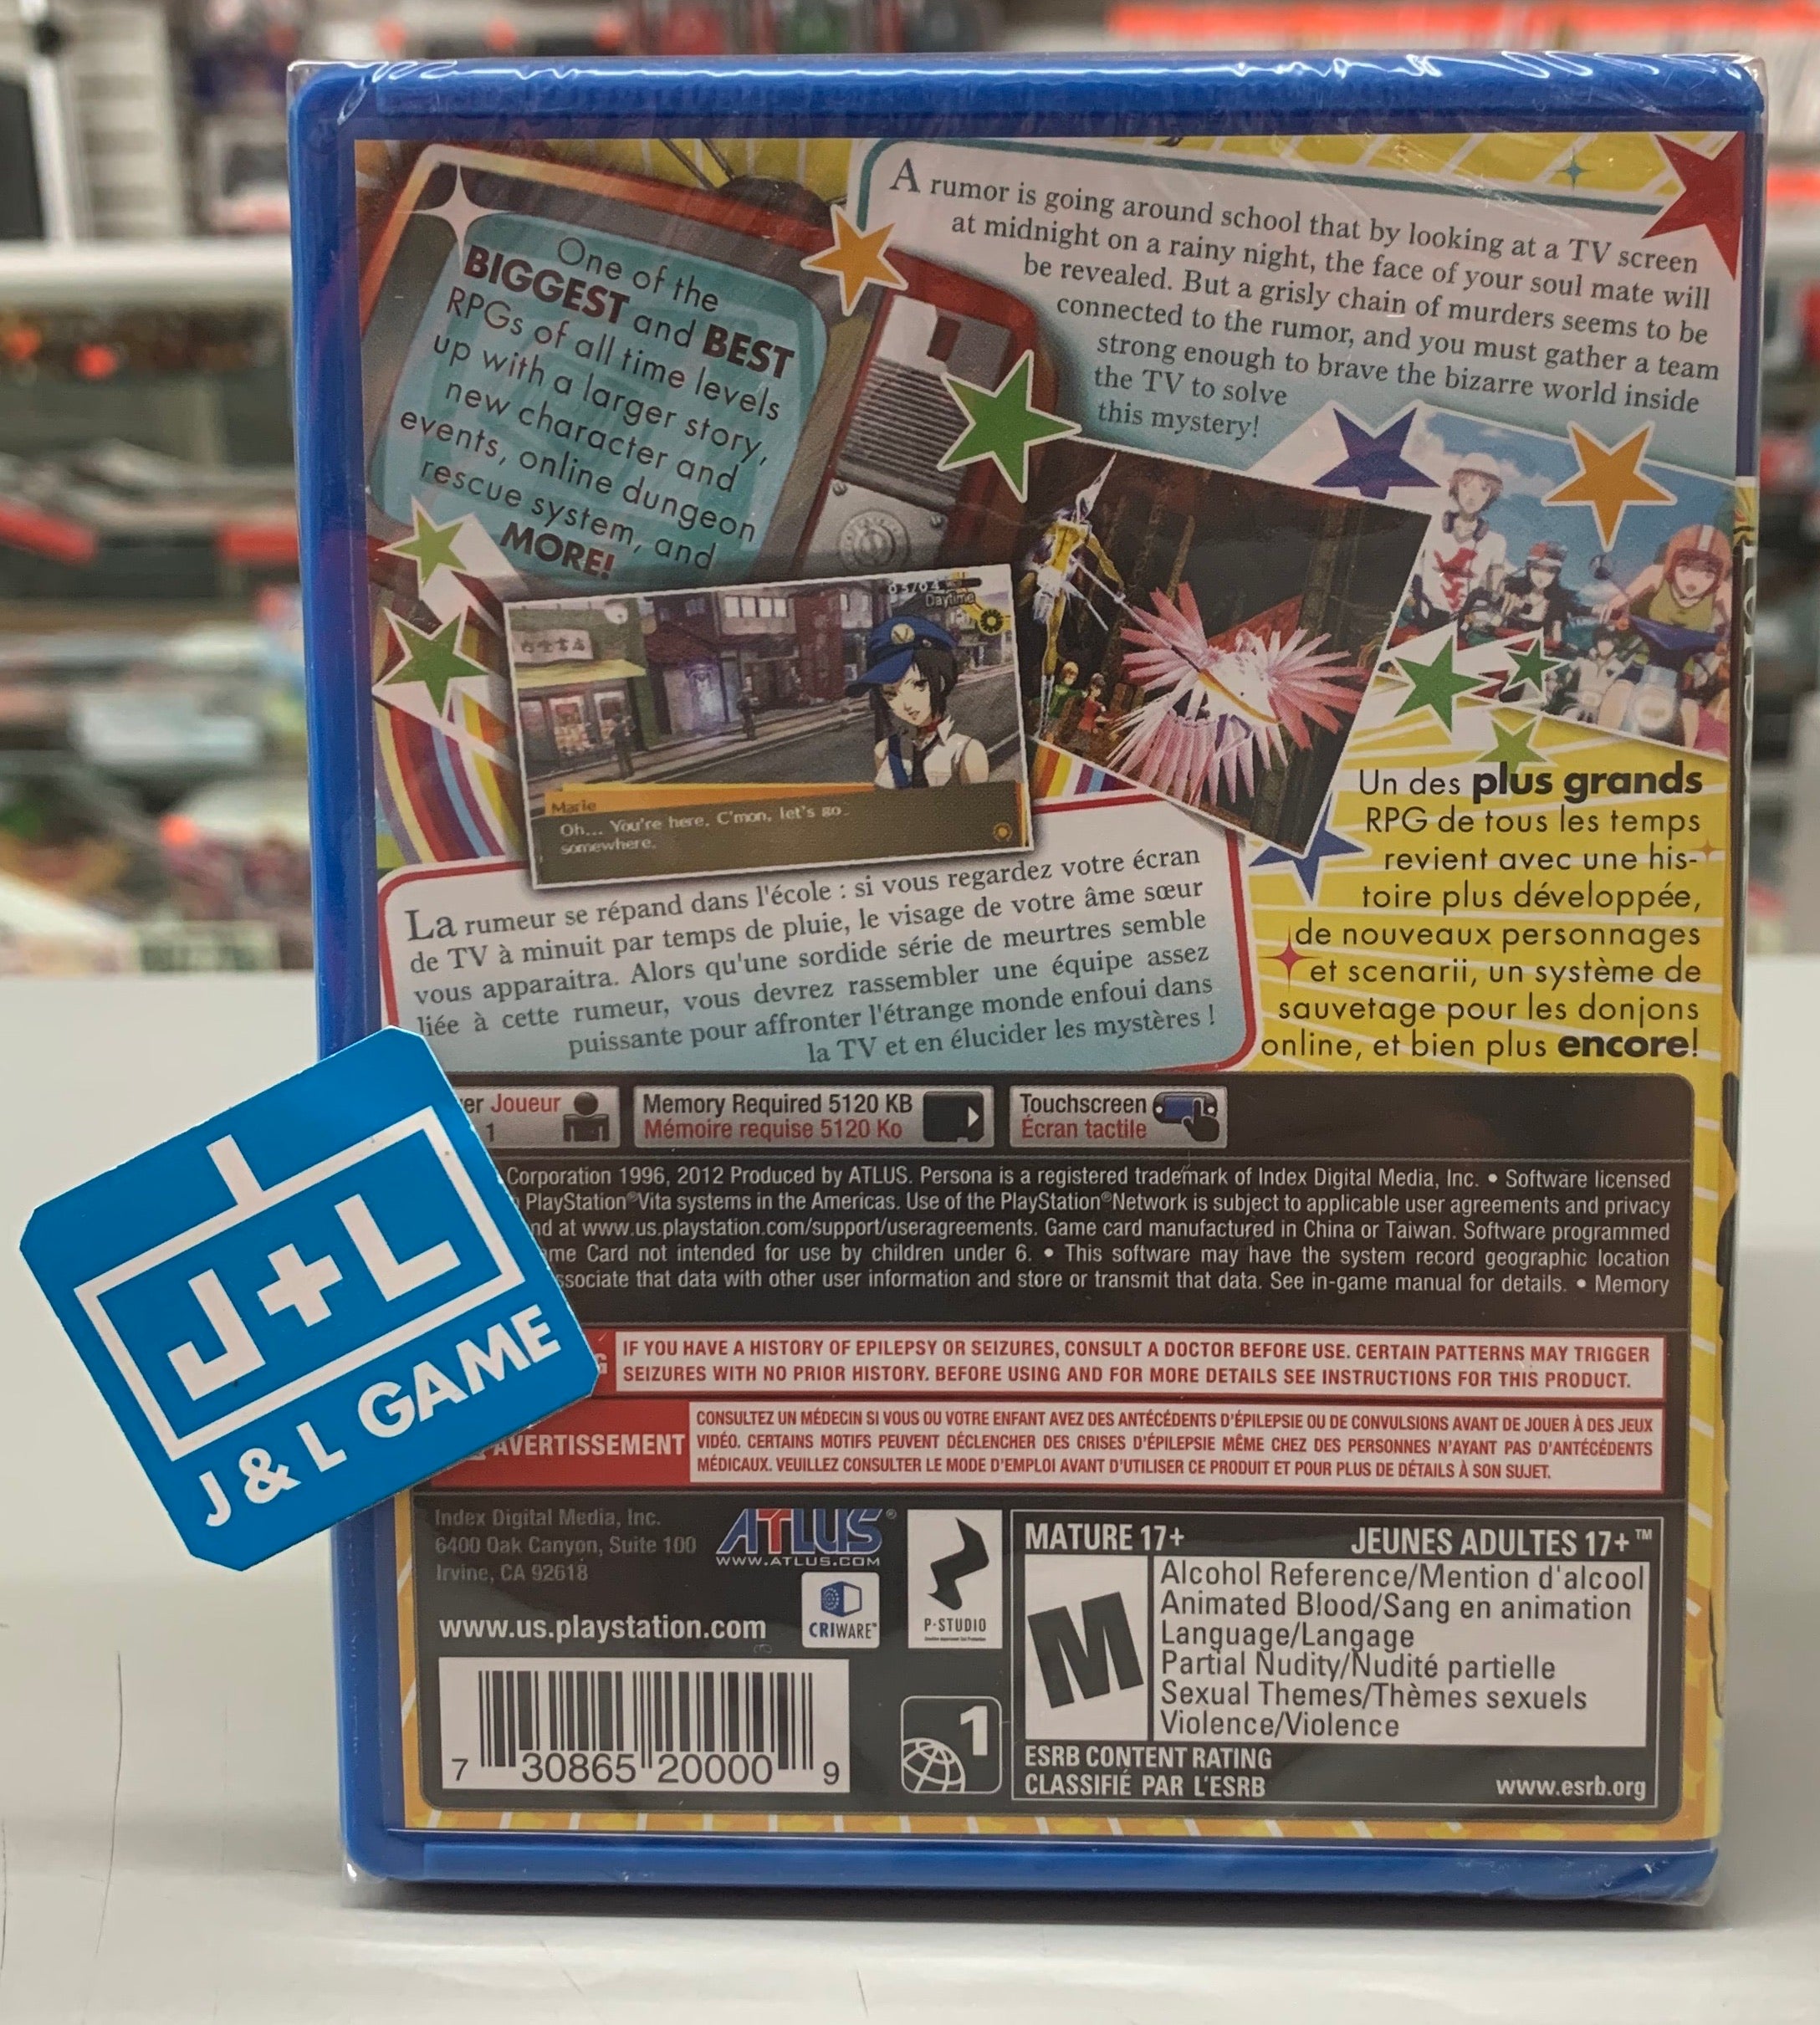 One of the
BIGGEST and BEST
RPGs of all time levels
up with a larger story,
new character and
events, online dungeon
rescue system, and
MORE!
A rumor is going around school that by looking at a TV screen
at midnight on a rainy night, the face of your soul mate will
be revealed. But a grisly chain of murders seems to be
connected to the rumor, and you must gather a team
strong enough to brave the bizarre world inside
the TV to solve
this mystery!
Daytime
Marie
Oh... You're here. C'mon, let's go
somewhere.
Un des plus grands
RPG de tous les temps
revient avec une his-
toire plus développée,
de nouveaux personnages
et scenarii, un système de
sauvetage pour les donjons
online, et bien plus encore!
La rumeur se répand dans l'école : si vous regardez votre écran
de TV à minuit par temps de pluie, le visage de votre âme sœur
vous apparaitra. Alors qu'une sordide série de meurtres semble
liée à cette rumeur, vous devrez rassembler une équipe assez
puissante pour affronter l'étrange monde enfoui dans
la TV et en élucider les mystères !
er Joueur
1
Memory Required 5120 KB
Mémoire requise 5120 Ko
Touchscreen
Écran tactile
Corporation 1996, 2012 Produced by ATLUS. Persona is a registered trademark of Index Digital Media, Inc. • Software licensed
PlayStation®Vita systems in the Americas. Use of the PlayStation®Network is subject to applicable user agreements and privacy
nd at www.us.playstation.com/support/useragreements. Game card manufactured in China or Taiwan. Software programmed
me Card not intended for use by children under 6. • This software may have the system record geographic location
ssociate that data with other user information and store or transmit that data. See in-game manual for details. • Memory
J+L
J & L GAME
G
IF YOU HAVE A HISTORY OF EPILEPSY OR SEIZURES, CONSULT A DOCTOR BEFORE USE. CERTAIN PATTERNS MAY TRIGGER
SEIZURES WITH NO PRIOR HISTORY. BEFORE USING AND FOR MORE DETAILS SEE INSTRUCTIONS FOR THIS PRODUCT.
AVERTISSEMENT
CONSULTEZ UN MÉDECIN SI VOUS OU VOTRE ENFANT AVEZ DES ANTÉCÉDENTS D'ÉPILEPSIE OU DE CONVULSIONS AVANT DE JOUER À DES JEUX
VIDÉO. CERTAINS MOTIFS PEUVENT DÉCLENCHER DES CRISES D'ÉPILEPSIE MÊME CHEZ DES PERSONNES N'AYANT PAS D'ANTÉCÉDENTS
MÉDICAUX. VEUILLEZ CONSULTER LE MODE D'EMPLOI AVANT D'UTILISER CE PRODUIT ET POUR PLUS DE DÉTAILS À SON SUJET.
Index Digital Media, Inc.
6400 Oak Canyon, Suite 100
Irvine, CA 92618
ATLUS®
WWW.ATLUS.COM
www.us.playstation.com
CRIWARE™
P-STUDIO
7 30865 20000 9
1
MATURE 17+
JEUNES ADULTES 17+™
M
Alcohol Reference/Mention d'alcool
Animated Blood/Sang en animation
Language/Langage
Partial Nudity/Nudité partielle
Sexual Themes/Thèmes sexuels
Violence/Violence
ESRB CONTENT RATING
CLASSIFIÉ PAR L'ESRB
www.esrb.org